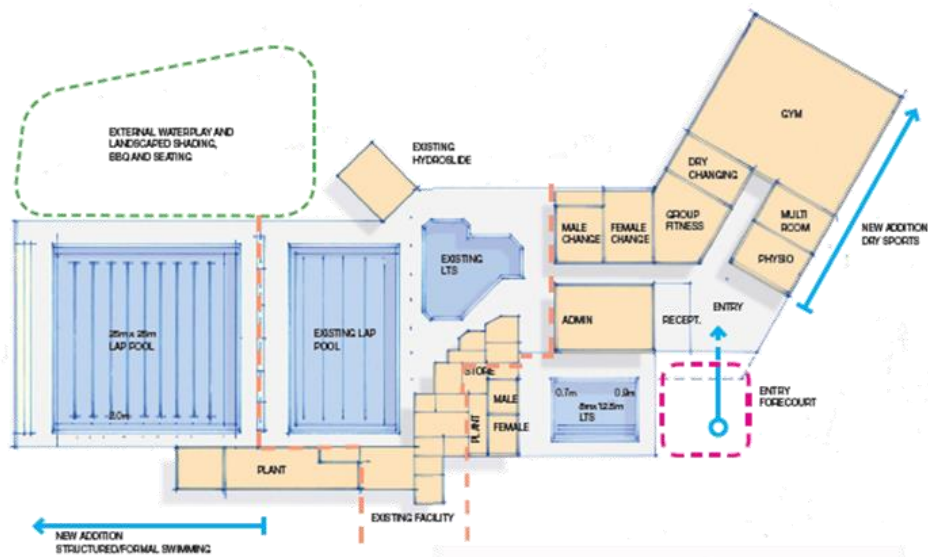 EXTERNAL WATERPLAY AND
LANDSCAPED SHADING,
BBQ AND SEATING
EXISTING
HYDROSLIDE
GYM
DRY
CHANGING
MALE
CHANGE
FEMALE
CHANGE
GROUP
FITNESS
MULTI
ROOM
PHYSIO
NEW ADDITION
DRY SPORTS
EXISTING
LTS
25m x 25m
LAP POOL
EXISTING LAP
POOL
ADMIN
RECEPT.
ENTRY
STORE
0.7m
0.9m
8m x 12.5m
LTS
MALE
FEMALE
PLANT
ENTRY
FORECOURT
-2.0m
PLANT
EXISTING FACILITY
NEW ADDITION
STRUCTURED/FORMAL SWIMMING